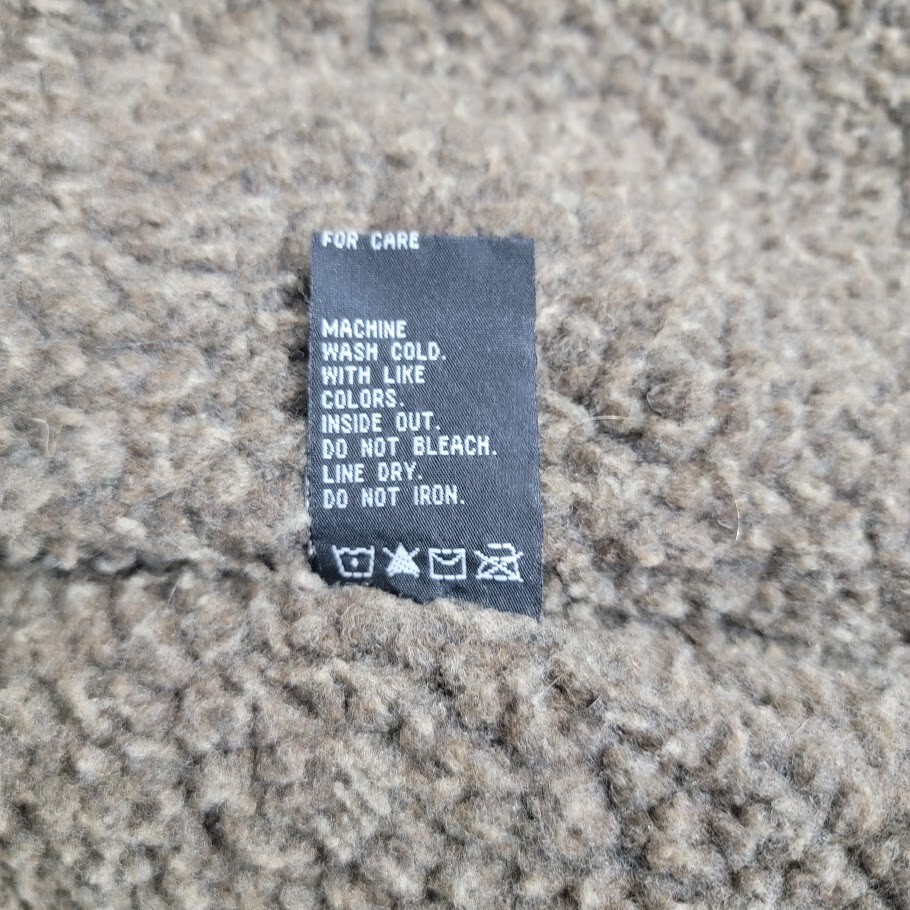 FOR CARE
MACHINE
WASH COLD.
WITH LIKE
COLORS.
INSIDE OUT.
DO NOT BLEACH.
LINE DRY.
DO NOT IRON.